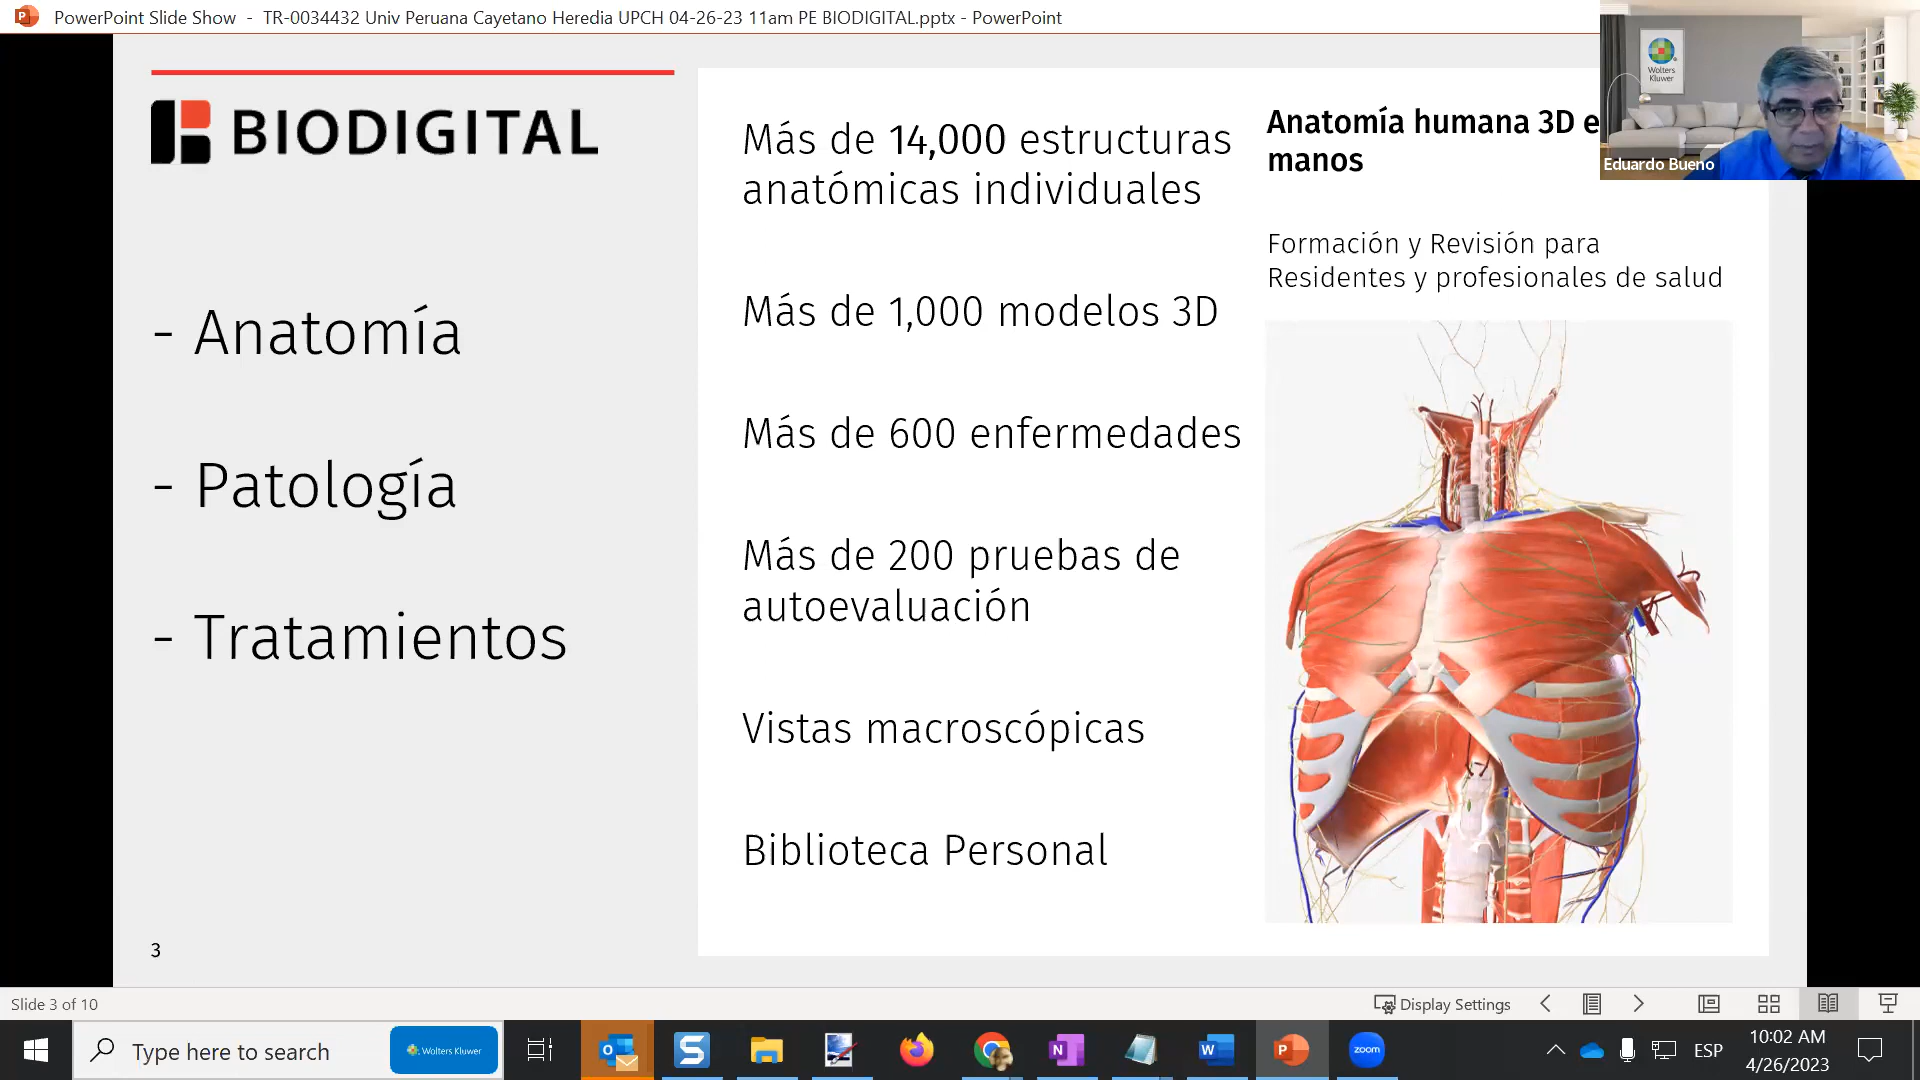 PowerPoint Slide Show - TR-0034432 Univ Peruana Cayetano Heredia UPCH 04-26-23 11am PE BIODIGITAL.pptx - PowerPoint
BIODIGITAL
- Anatomía
- Patología
- Tratamientos
3
Más de 14,000 estructuras
anatómicas individuales
Más de 1,000 modelos 3D
Más de 600 enfermedades
Más de 200 pruebas de
autoevaluación
Vistas macroscópicas
Biblioteca Personal
Anatomía humana 3D e
manos
Formación y Revisión para
Residentes y profesionales de salud
Wolters
Kluwer
Eduardo Bueno
Slide 3 of 10
Display Settings
Type here to search
Wolters Kluwer
zoom
ESP
10:02 AM
4/26/2023